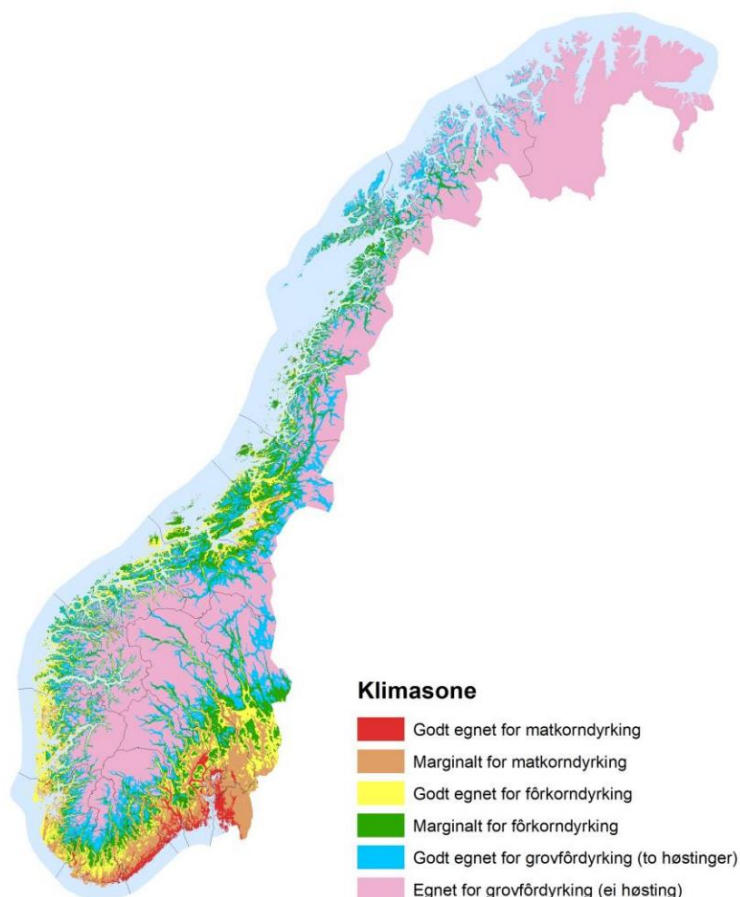 Klimasone
Godt egnet for matkorndyrking
Marginalt for matkorndyrking
Godt egnet for fôrkorndyrking
Marginalt for fôrkorndyrking
Godt egnet for grovfôrdyrking (to høstinger)
Egnet for grovfôrdyrking (ei høsting)